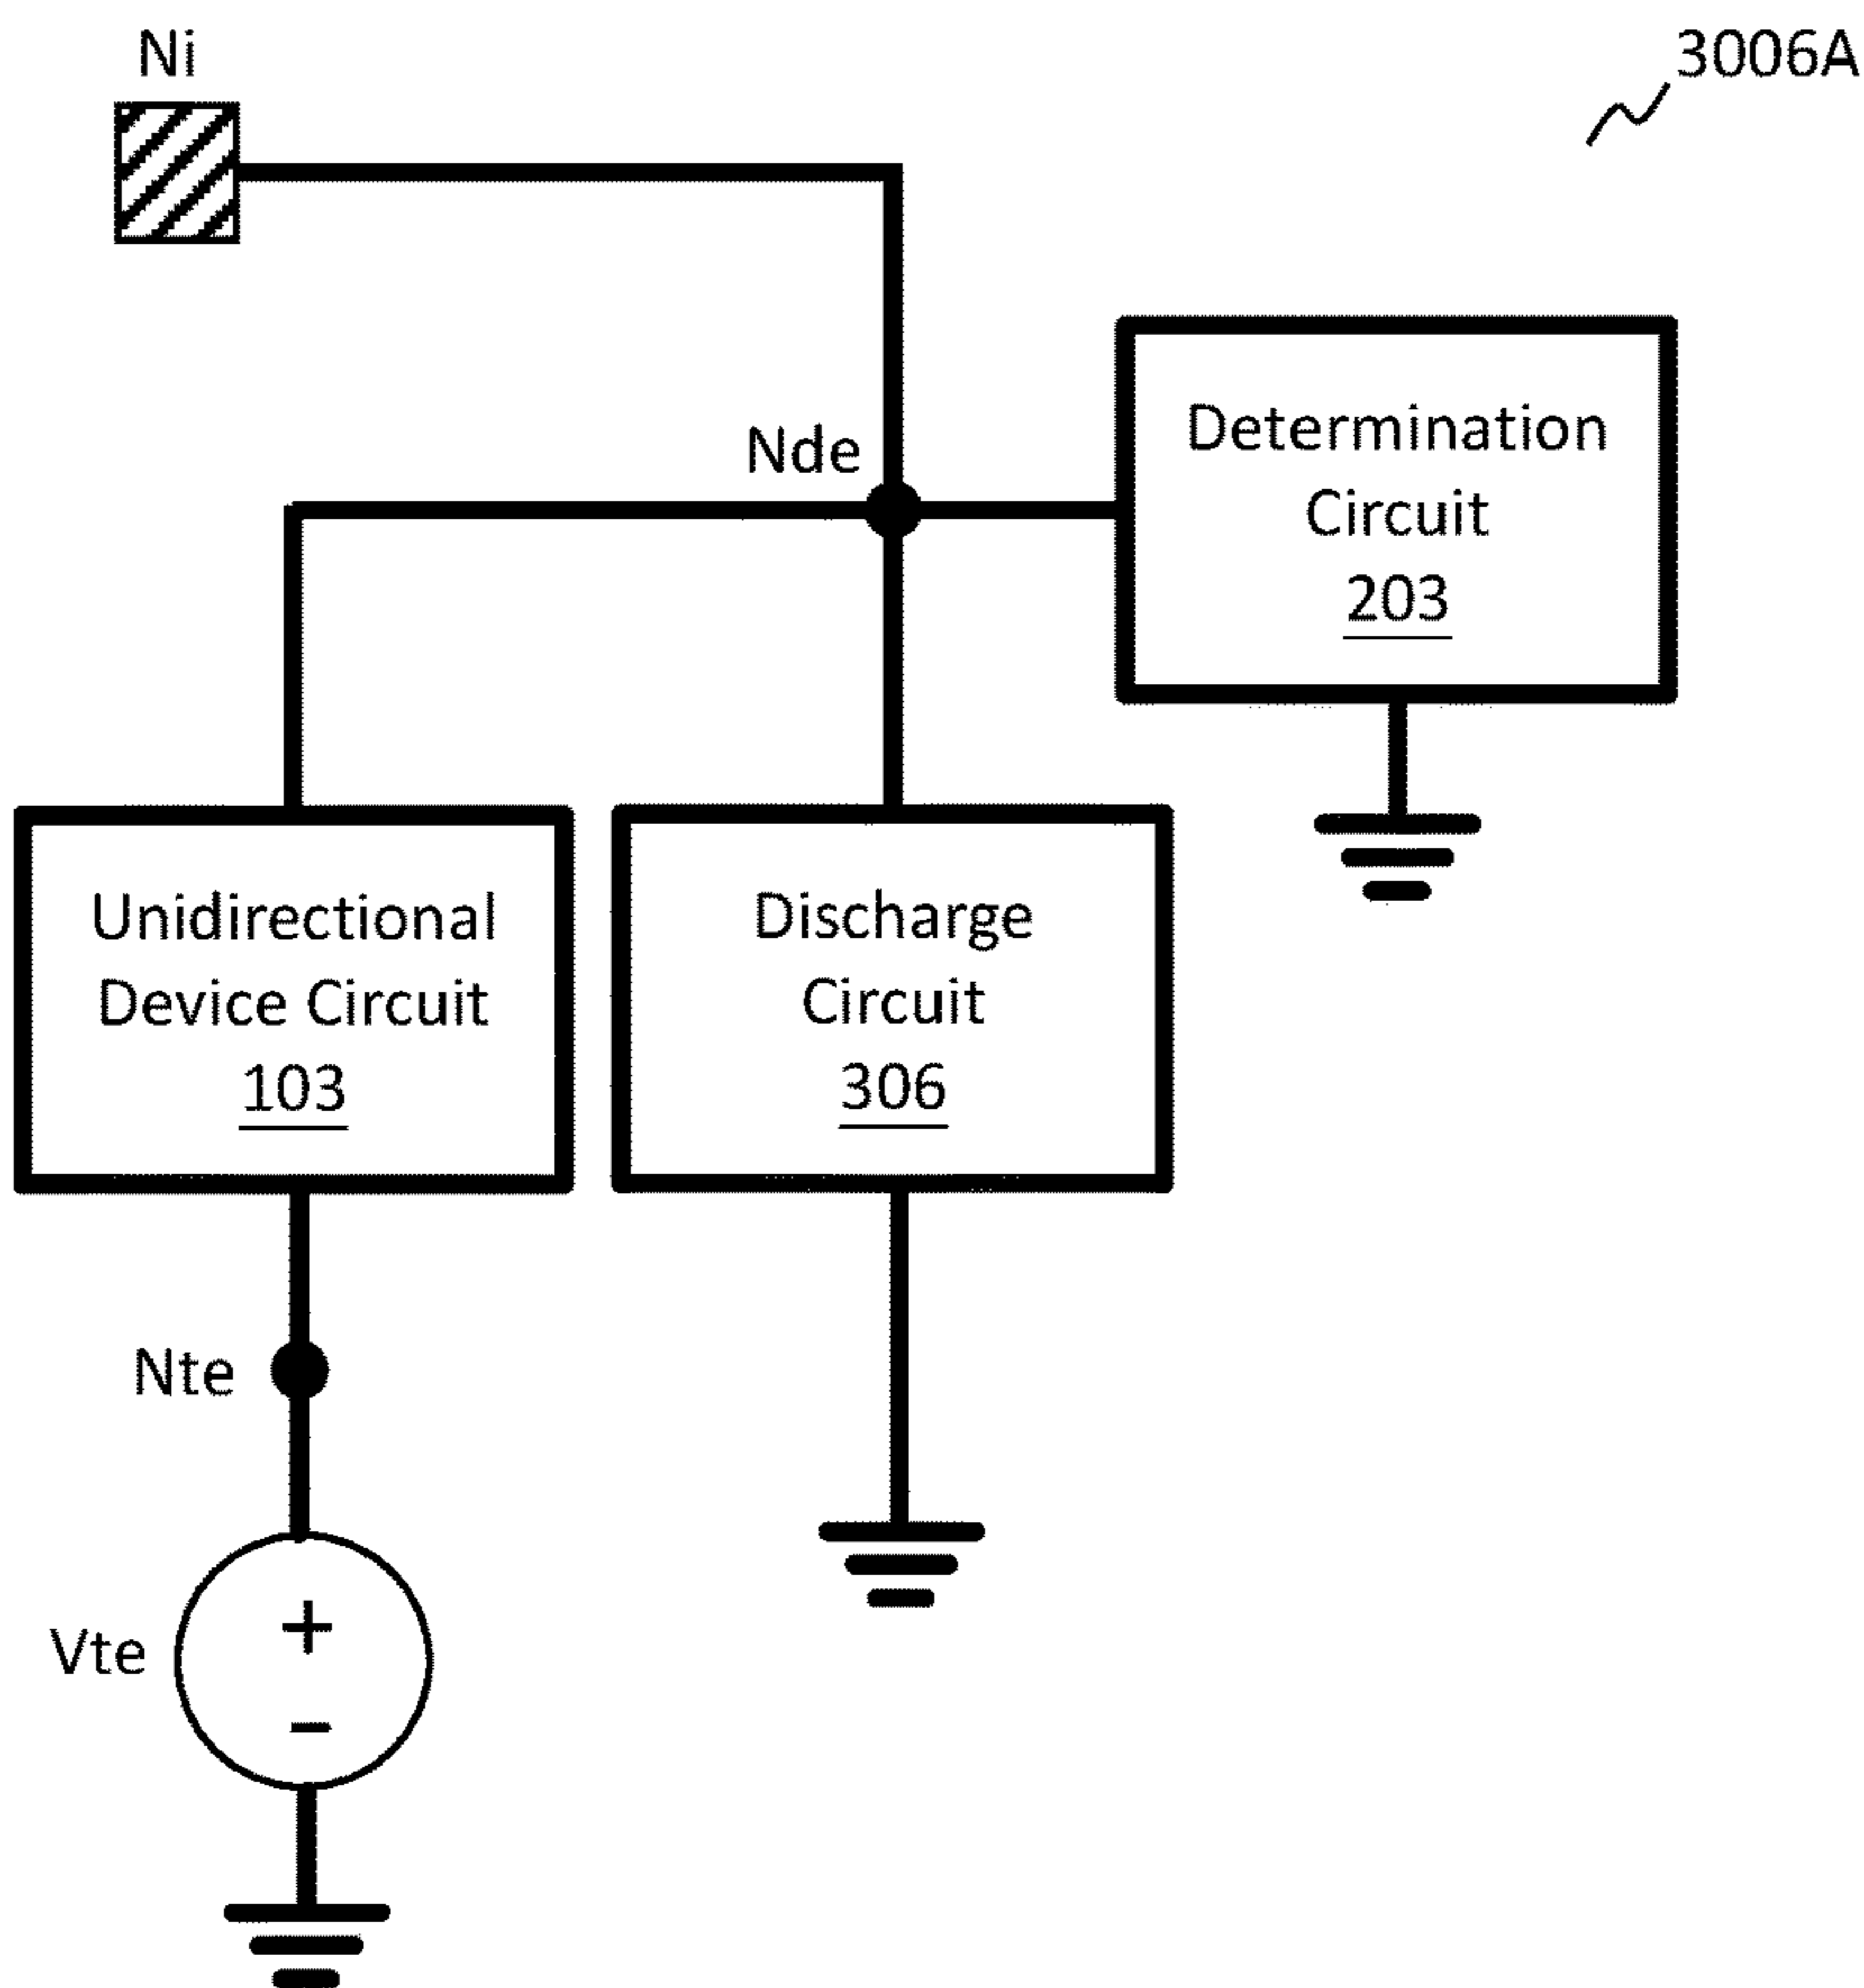 Ni
3006A
Nde
Determination
Circuit
203
Unidirectional
Device Circuit
103
Discharge
Circuit
306
Nte
Vte
+
−